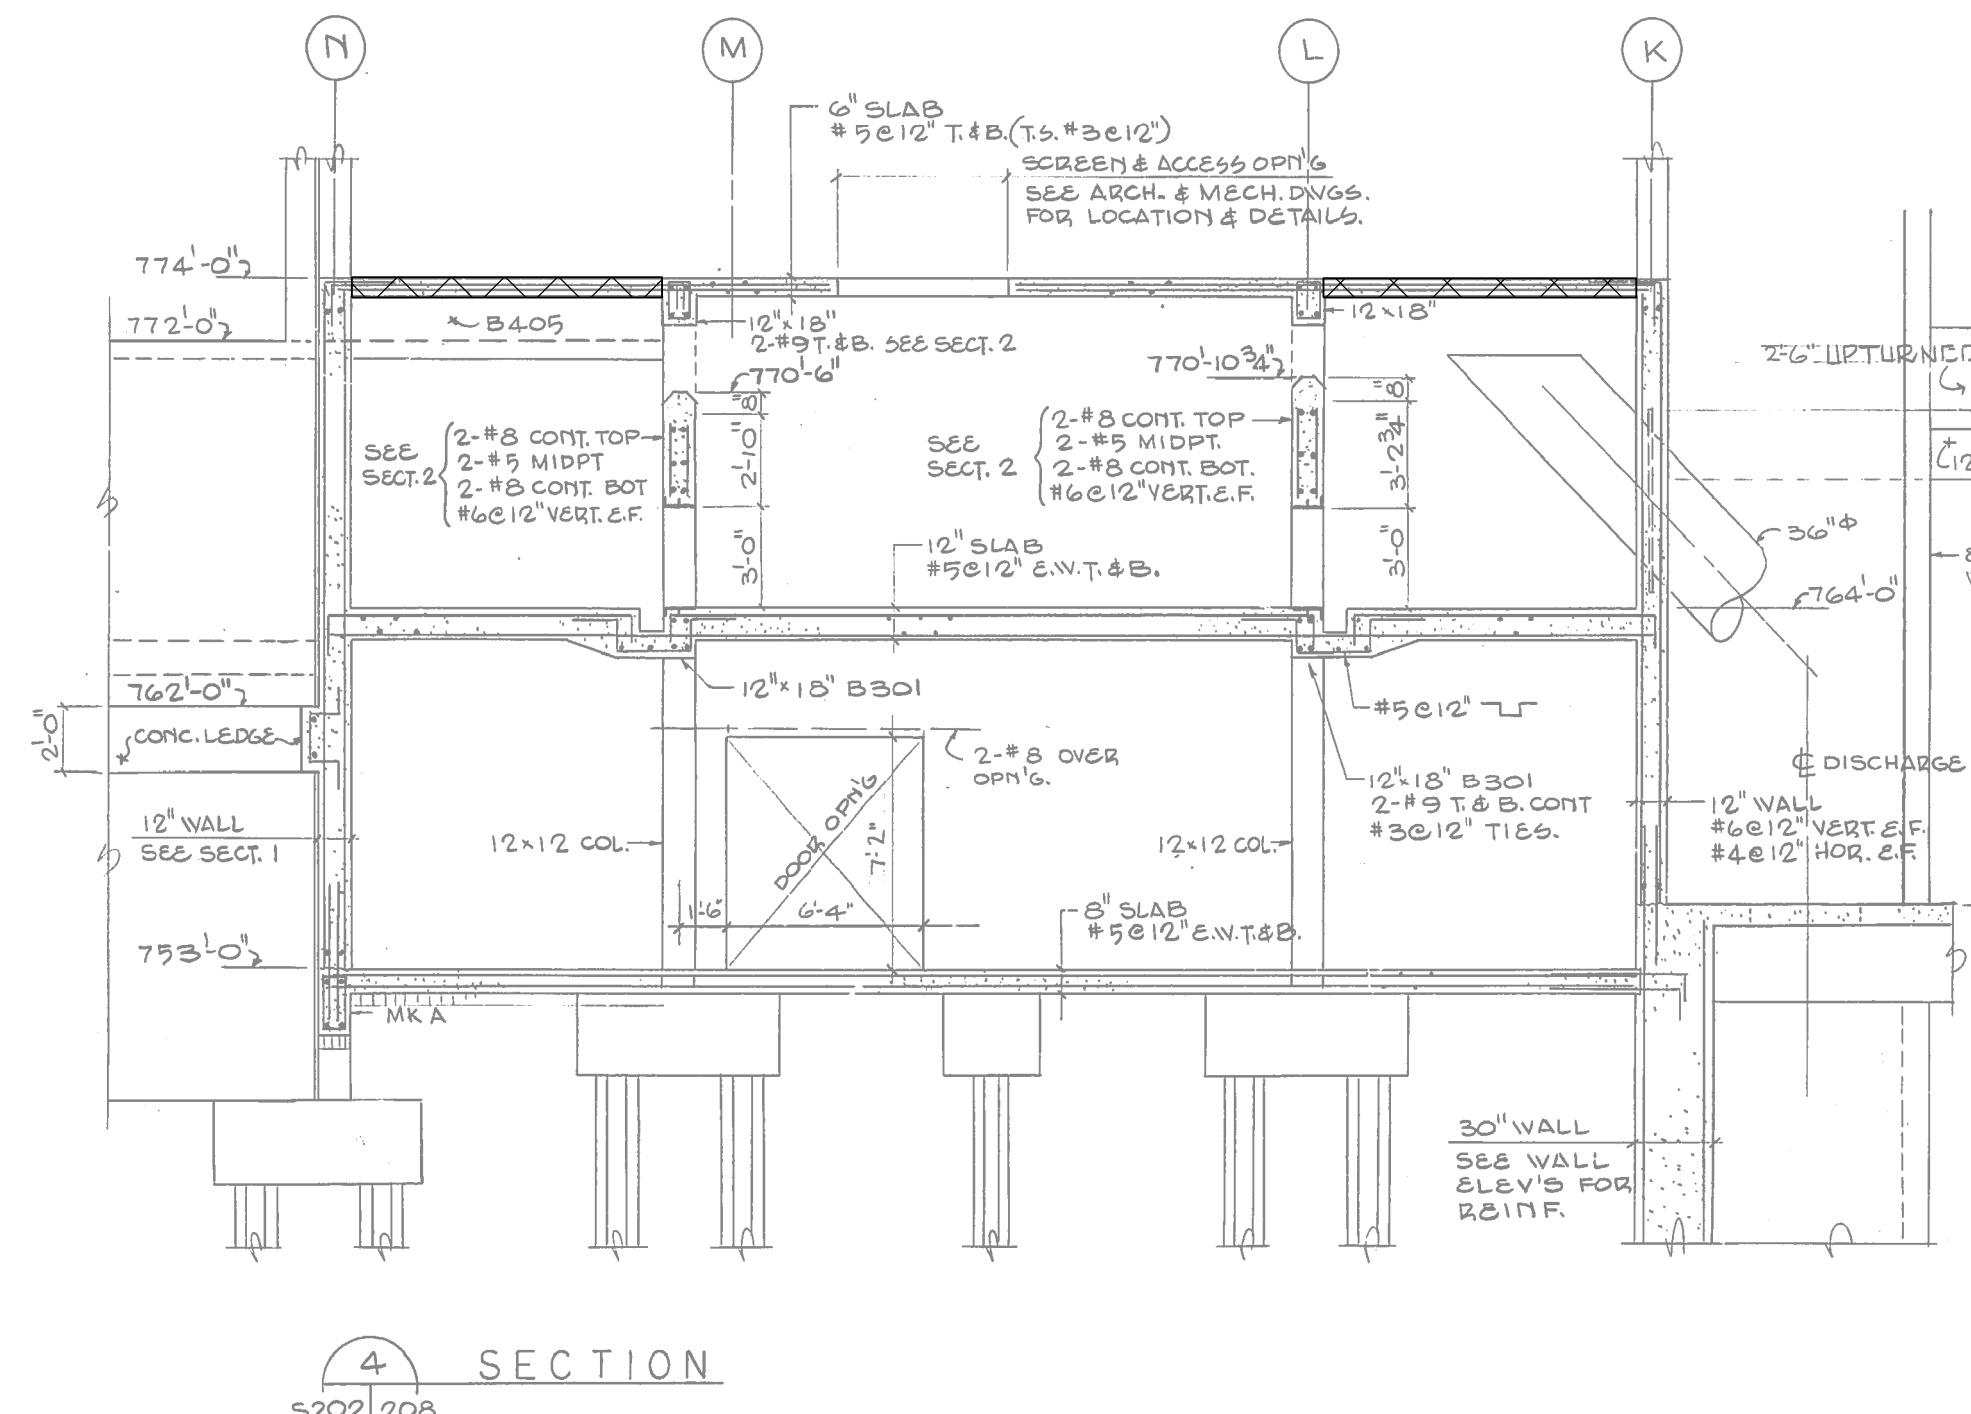 N
M
L
K
6" SLAB
#5@12" T.&B.(T.S. #3@12")
SCREEN & ACCESS OPN'G
SEE ARCH. & MECH. DWGS.
FOR LOCATION & DETAILS.
774'-0"
772'-0"
B405
12"x18"
2-#9 T.&B. SEE SECT. 2
12x18"
770'-6"
770'-10 3/4"
2'-6" UPTURNED
8"
2'-10"
3'-0"
8"
3'-2 3/4"
3'-0"
SEE
SECT. 2
2-#8 CONT. TOP
2-#5 MIDPT
2-#8 CONT. BOT
#6@12" VERT. E.F.
SEE
SECT. 2
2-#8 CONT. TOP
2-#5 MIDPT.
2-#8 CONT. BOT.
#6@12" VERT. E.F.
36"φ
764'-0"
12" SLAB
#5@12" E.W. T. & B.
762'-0"
2'-0"
CONC. LEDGE
12"x18" B301
#5@12"
2-#8 OVER
OPN'G.
12"x18" B301
2-#9 T. & B. CONT
#3@12" TIES.
℄ DISCHARGE
12" WALL
#6@12" VERT. E.F.
#4@12" HOR. E.F.
12" WALL
SEE SECT. 1
12x12 COL.
DOOR OPN'G
7'-2"
1'-6"
6'-4"
12x12 COL.
8" SLAB
#5@12" E.W.T.&B.
753'-0"
MK A
30" WALL
SEE WALL
ELEV'S FOR
REINF.
4
SECTION
S202 208